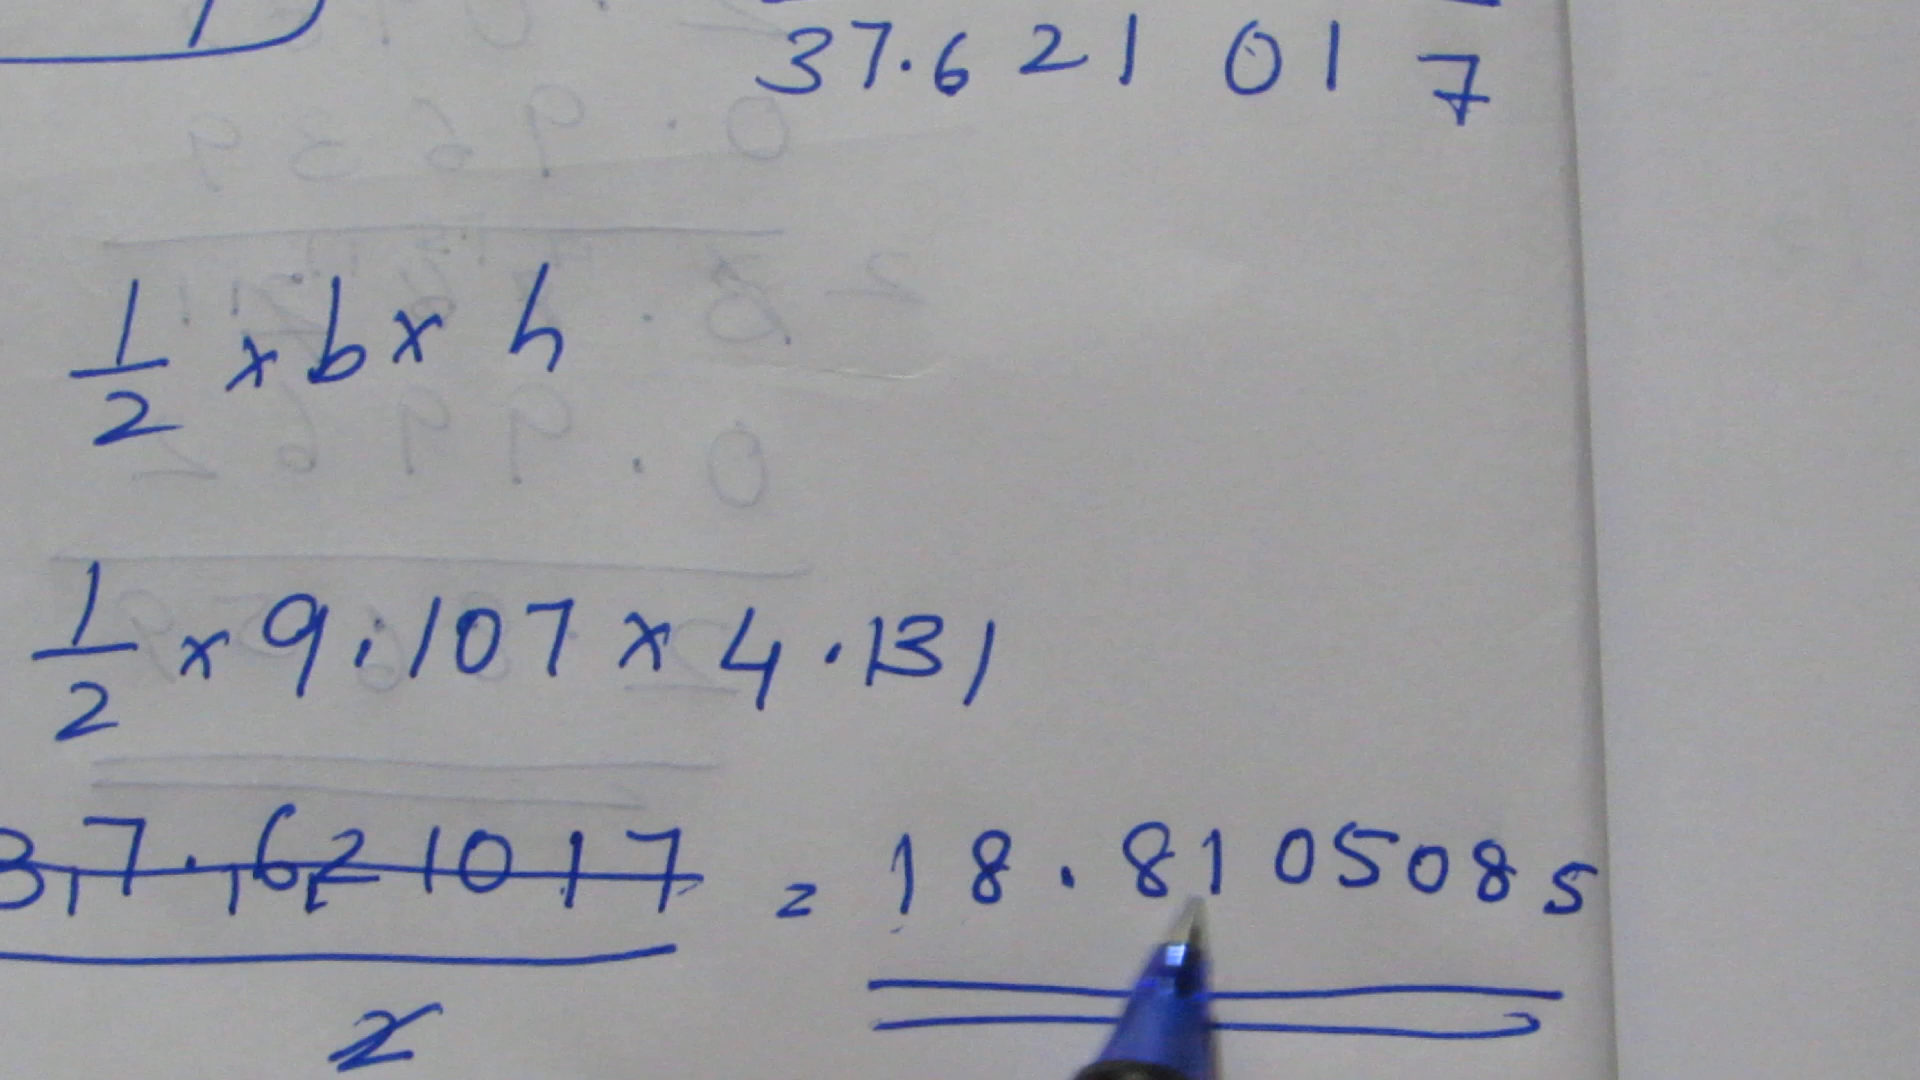 37.621017
1/2 x b x h
1/2 x 9.107 x 4.131
37.621017 / 2 = 18.8105085